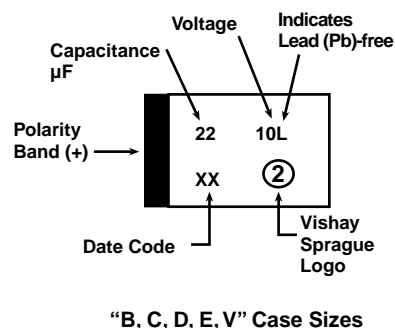 Voltage
Indicates
Lead (Pb)-free
Capacitance
µF
Polarity
Band (+)
22 10L
XX 2
Date Code
Vishay
Sprague
Logo
“B, C, D, E, V” Case Sizes